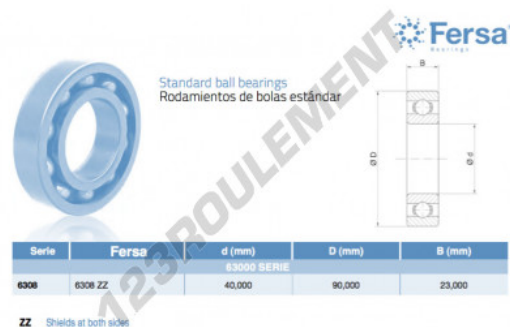 Fersa
Bearings
Standard ball bearings
Rodamientos de bolas estándar
B
Ø D
Ø d
Serie Fersa d (mm) D (mm) B (mm)
63000 SERIE
6308 6308 ZZ 40,000 90,000 23,000
ZZ Shields at both sides
123ROULEMENT